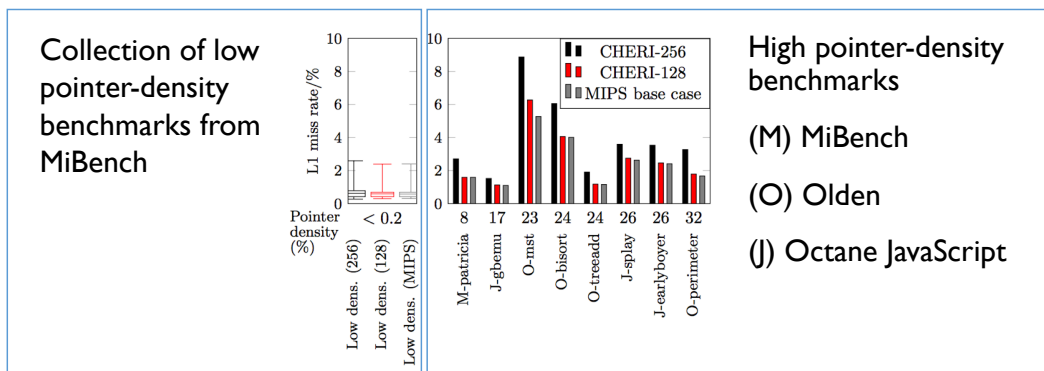 Collection of low
pointer-density
benchmarks from
MiBench
L1 miss rate/%
10
8
6
4
2
0
Pointer
density
(%)
< 0.2
Low dens. (256)
Low dens. (128)
Low dens. (MIPS)
10
8
6
4
2
0
CHERI-256
CHERI-128
MIPS base case
8 17 23 24 24 26 26 32
M-patricia
J-gbemu
O-mst
O-bisort
O-treeadd
J-splay
J-earlyboyer
O-perimeter
High pointer-density
benchmarks
(M) MiBench
(O) Olden
(J) Octane JavaScript